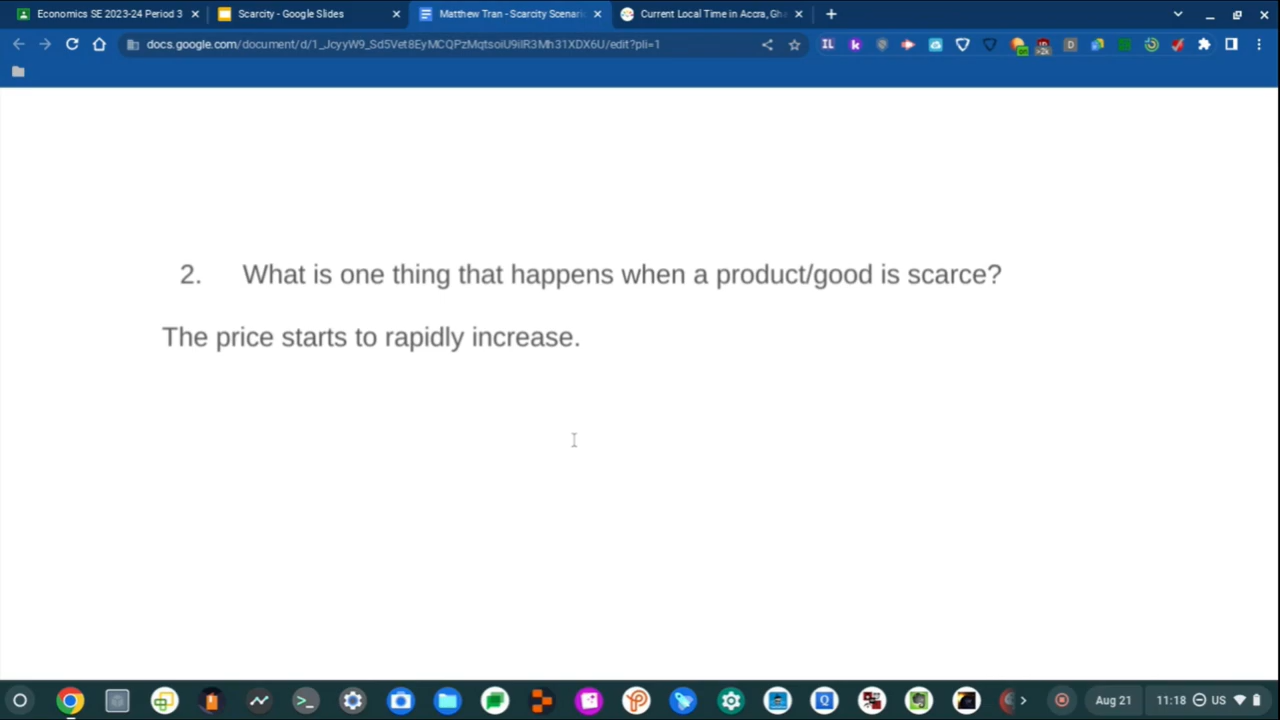 Economics SE 2023-24 Period 3
Scarcity - Google Slides
Matthew Tran - Scarcity Scenari
Current Local Time in Accra, Gha
docs.google.com/document/d/1_JcyyW9_Sd5Vet8EyMCQPzMqtsoiU9iIR3Mh31XDX6U/edit?pli=1
2. What is one thing that happens when a product/good is scarce?
The price starts to rapidly increase.
Aug 21
11:18
US